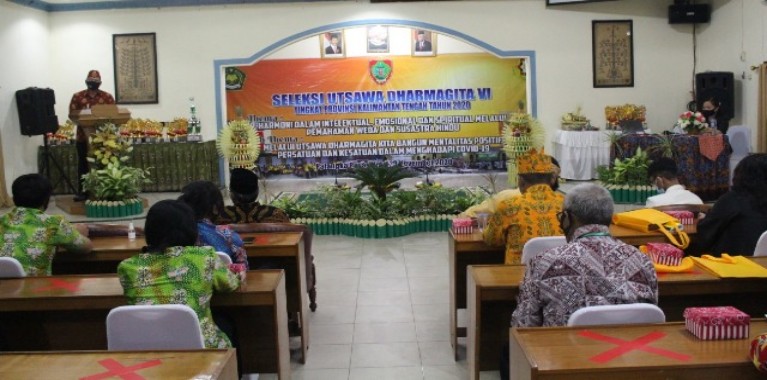 SELEKSI UTSAWA DHARMAGITA VI
TINGKAT PROVINSI KALIMANTAN TENGAH TAHUN 2020
Thema
HARMONI DALAM INTELEKTUAL, EMOSIONAL DAN SPIRITUAL MELALUI
PEMAHAMAN WEDA DAN SUSASTRA HINDU
MELALUI UTSAWA DHARMAGITA KITA BANGUN MENTALITAS POSITIF
PERSATUAN DAN KESATUAN DALAM MENGHADAPI COVID-19